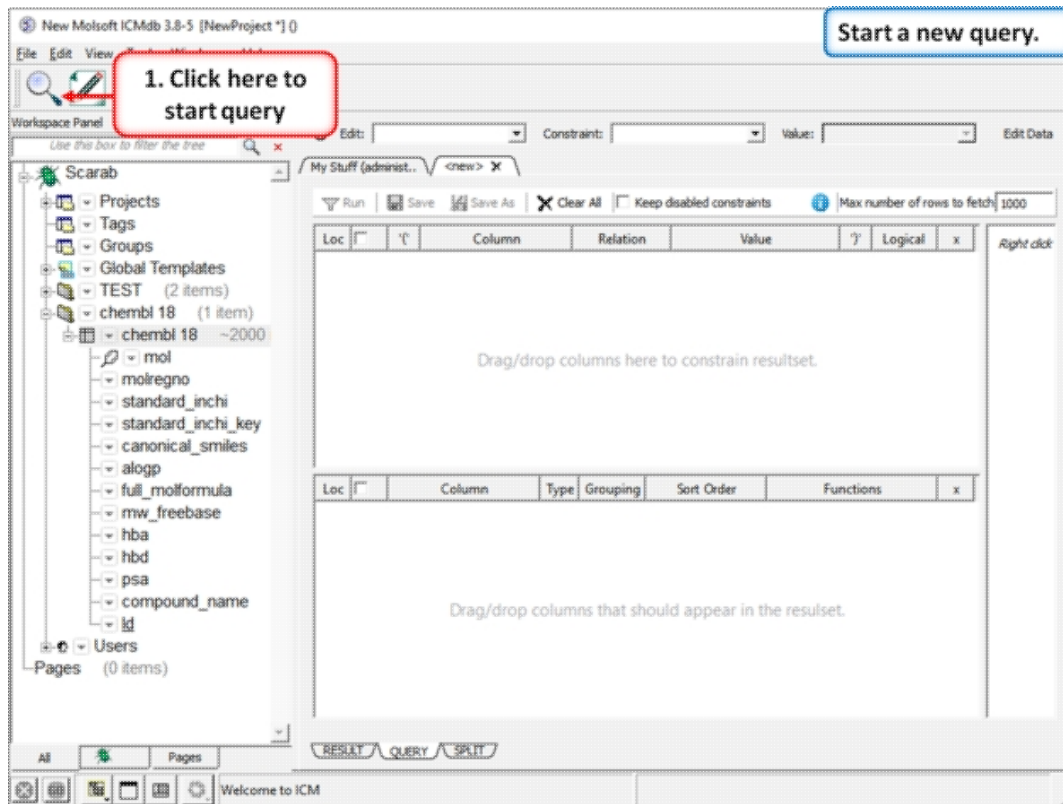 New Molsoft ICMdb 3.8-5 [NewProject *] ()
Start a new query.
File Edit View
1. Click here to
start query
Workspace Panel
Use this box to filter the tree
Edit: Constraint: Value: Edit Data
My Stuff (administ.. <new> X
Scarab
Projects
Tags
Groups
Global Templates
TEST (2 items)
chembl 18 (1 item)
chembl 18 ~2000
mol
molregno
standard_inchi
standard_inchi_key
canonical_smiles
alogp
full_molformula
mw_freebase
hba
hbd
psa
compound_name
id
Users
Pages (0 items)
Run Save Save As Clear All Keep disabled constraints Max number of rows to fetch 1000
Loc '(' Column Relation Value ')' Logical x
Right click
Drag/drop columns here to constrain resultset.
Loc Column Type Grouping Sort Order Functions x
Drag/drop columns that should appear in the resulset.
RESULT QUERY SPLIT
All Pages
Welcome to ICM